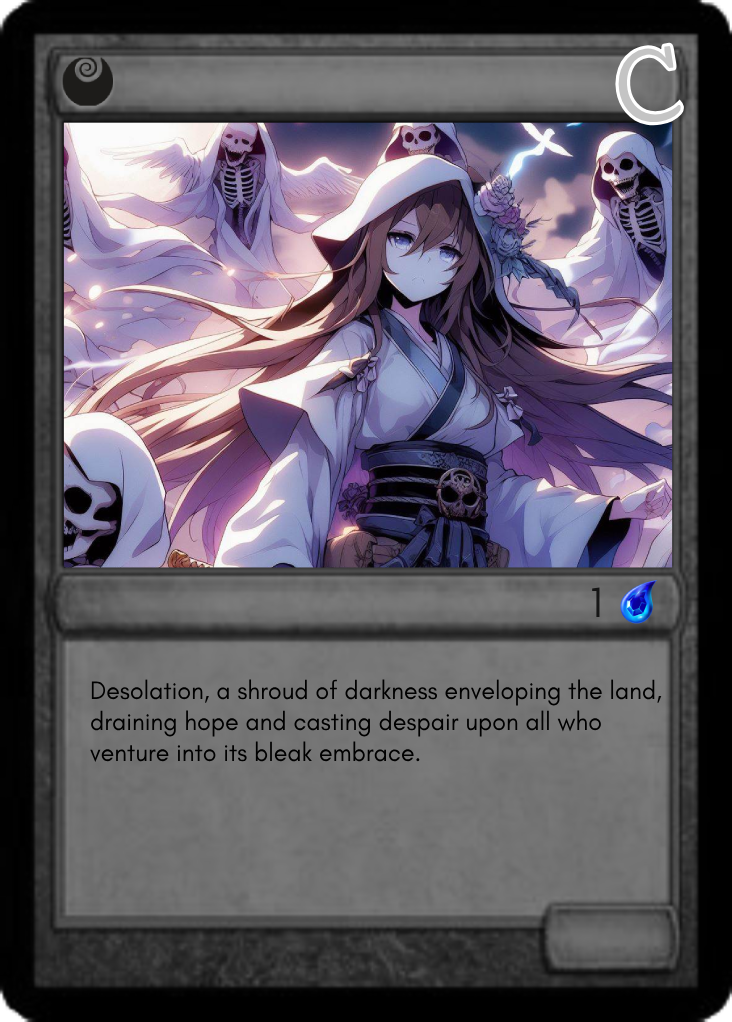 C
1
Desolation, a shroud of darkness enveloping the land,
draining hope and casting despair upon all who
venture into its bleak embrace.